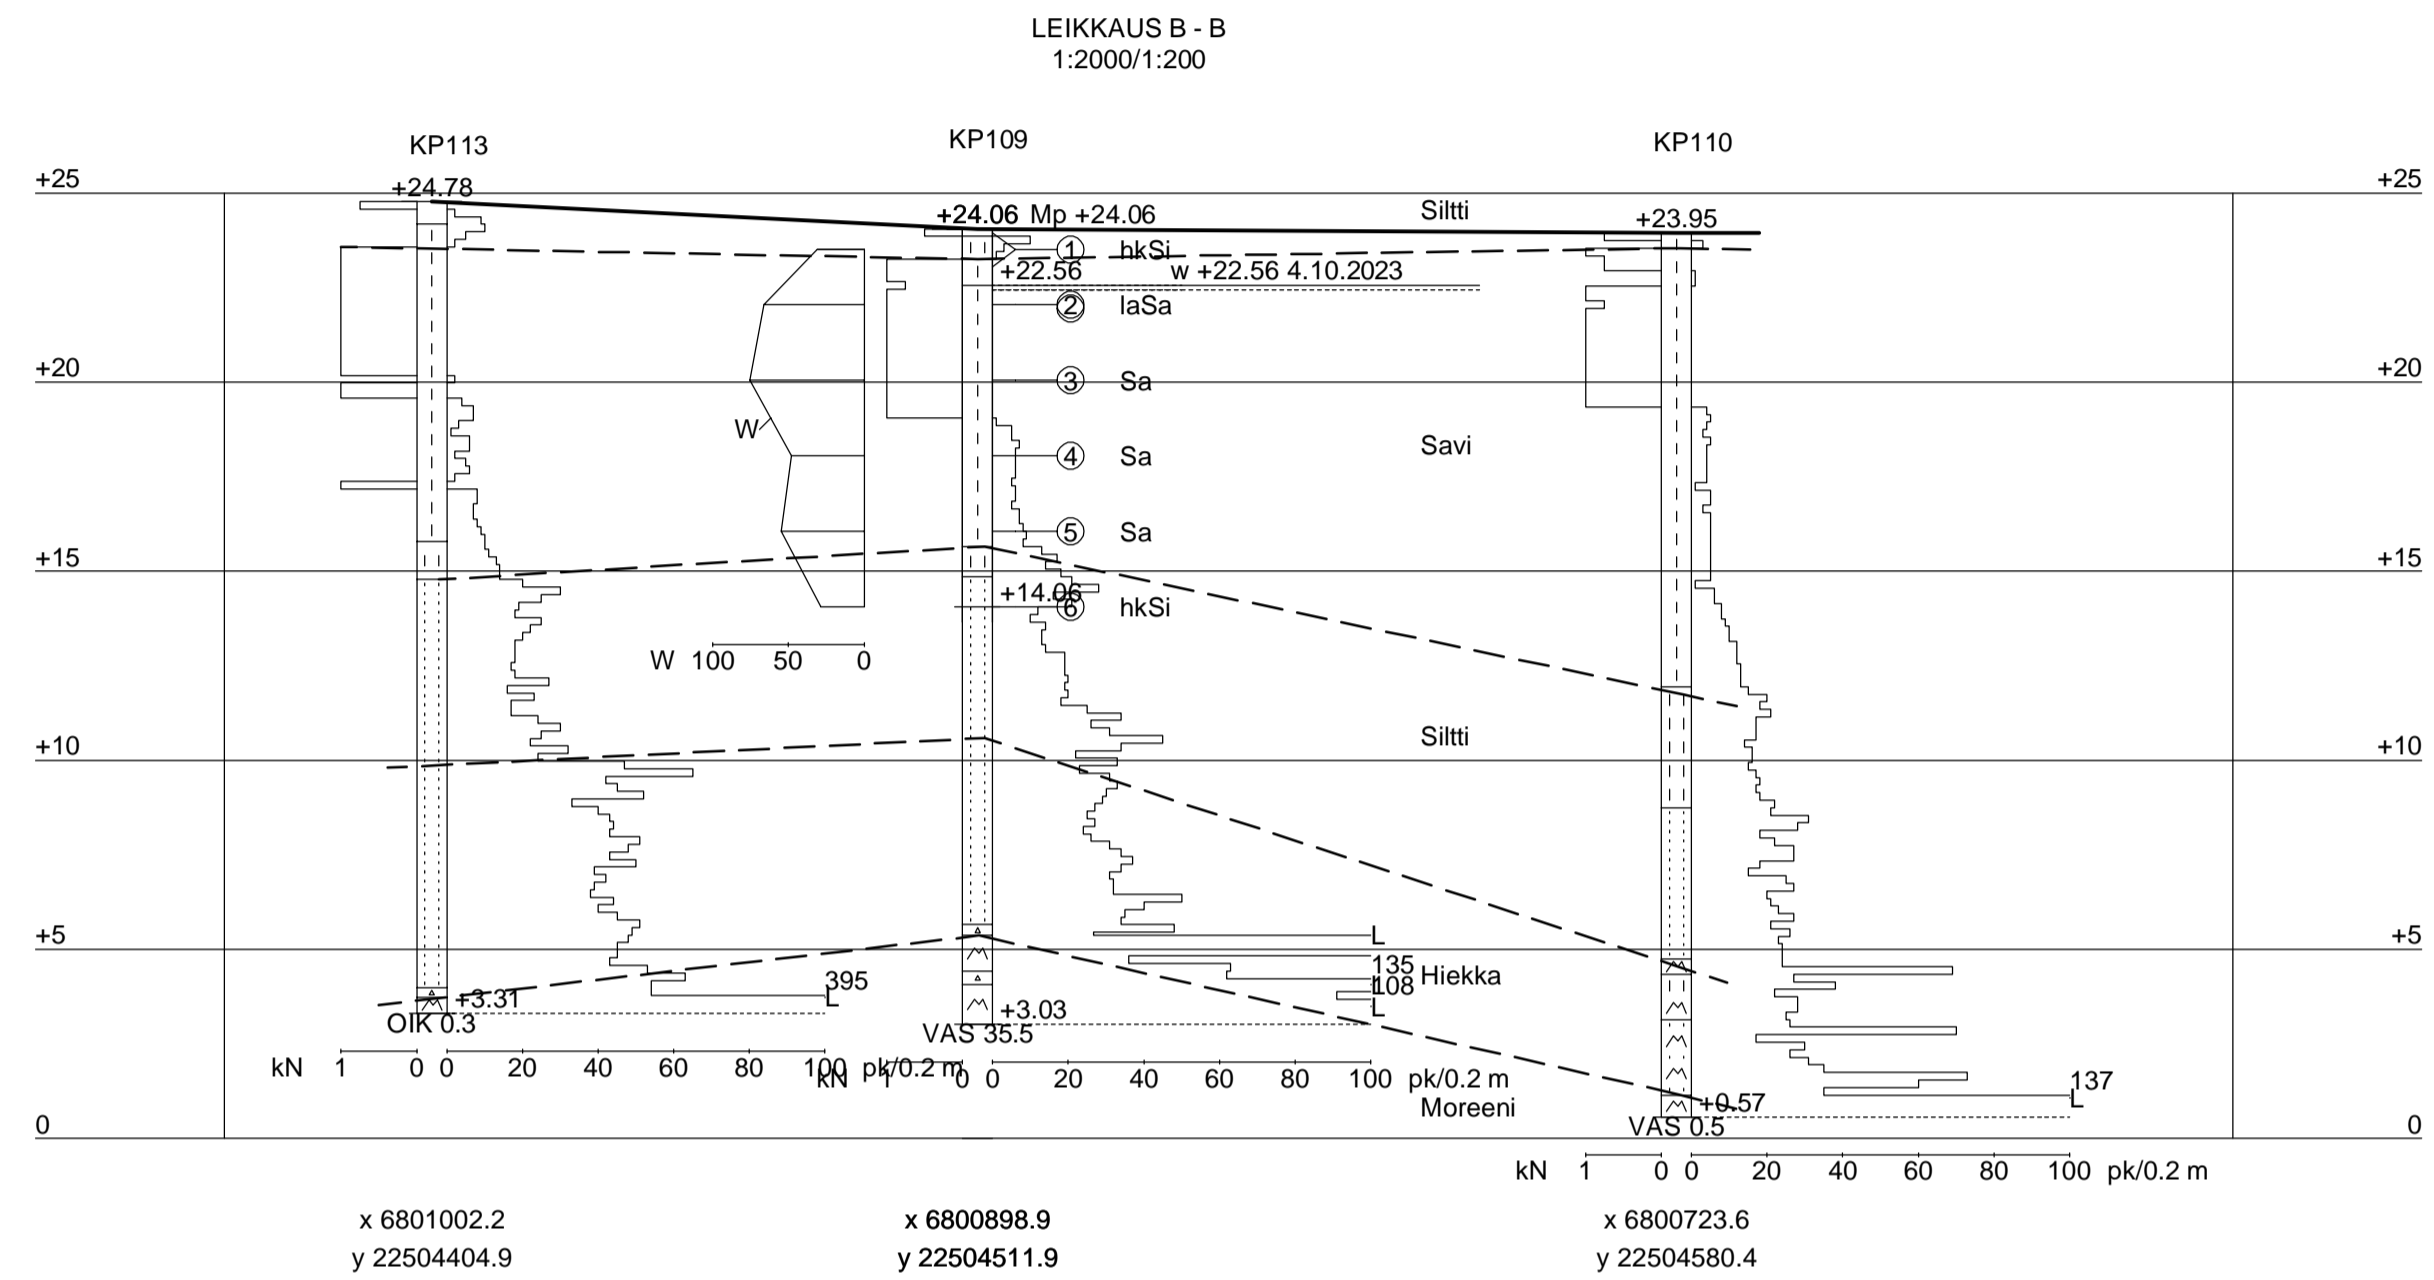 LEIKKAUS B - B
1:2000/1:200
KP113 KP109 KP110
+25 +25
+24.78
+24.06 Mp +24.06 Siltti +23.95
1 hkSi
+22.56 w +22.56 4.10.2023
2 laSa
+20 3 Sa +20
W
4 Sa Savi
5 Sa
+15 +15
+14.06
6 hkSi
W 100 50 0
+10 Siltti +10
+5 L +5
135
395 108 Hiekka
L L
+3.31 +3.03
OIK 0.3 VAS 35.5
kN 1 0 0 20 40 60 80 100 pk/0.2 m
kN 1 0 0 20 40 60 80 100 pk/0.2 m
Moreeni
137
L
+0.57
VAS 0.5
0 0
kN 1 0 0 20 40 60 80 100 pk/0.2 m
x 6801002.2 x 6800898.9 x 6800723.6
y 22504404.9 y 22504511.9 y 22504580.4